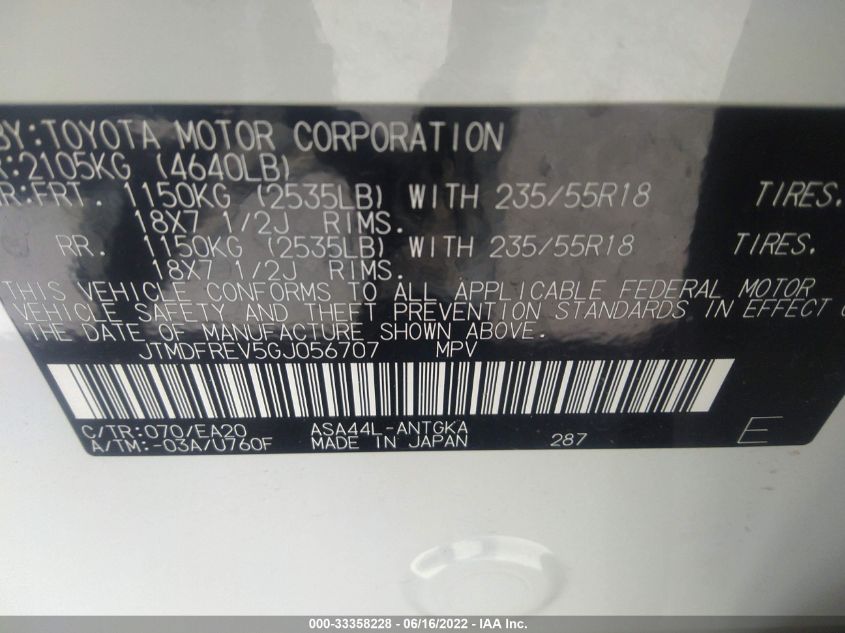 BY:TOYOTA MOTOR CORPORATION
R:2105KG (4640LB)
R:FRT. 1150KG (2535LB) WITH 235/55R18 TIRES.
18X7 1/2J RIMS.
RR. 1150KG (2535LB) WITH 235/55R18 TIRES.
18X7 1/2J RIMS.
THIS VEHICLE CONFORMS TO ALL APPLICABLE FEDERAL MOTOR
VEHICLE SAFETY AND THEFT PREVENTION STANDARDS IN EFFECT
THE DATE OF MANUFACTURE SHOWN ABOVE.
JTMDFREV5GJ056707 MPV
C/TR:070/EA20 ASA44L-ANTGKA
A/TM:-03A/U760F MADE IN JAPAN 287 E
000-33358228 - 06/16/2022 - IAA Inc.